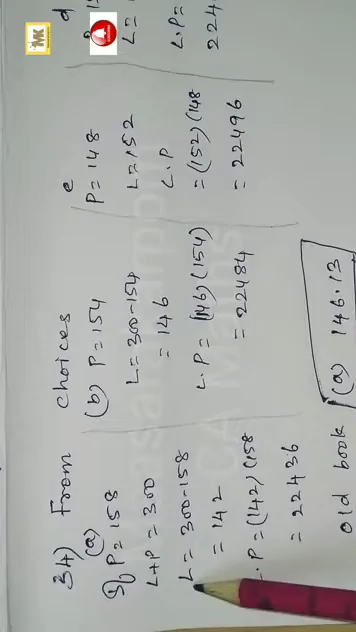 34) From choices
(a)
If P = 158
L+P = 300
L = 300-158
= 142
L.P = (142) (158
= 22436
(b) P = 154
L = 300-154
= 146
L.P = (146) (154)
= 22484
c
P = 148
L = 152
L.P
= (152) (148
= 22496
d
L =
L.P
224
old book (a) 146.13
MK